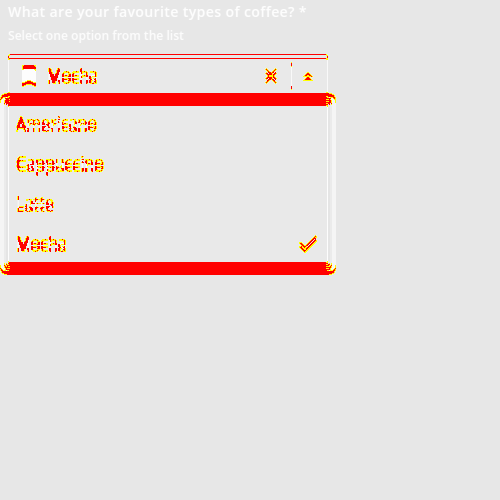 What are your favourite types of coffee? *
Select one option from the list
Mocha
Americano
Cappuccino
Latte
Mocha